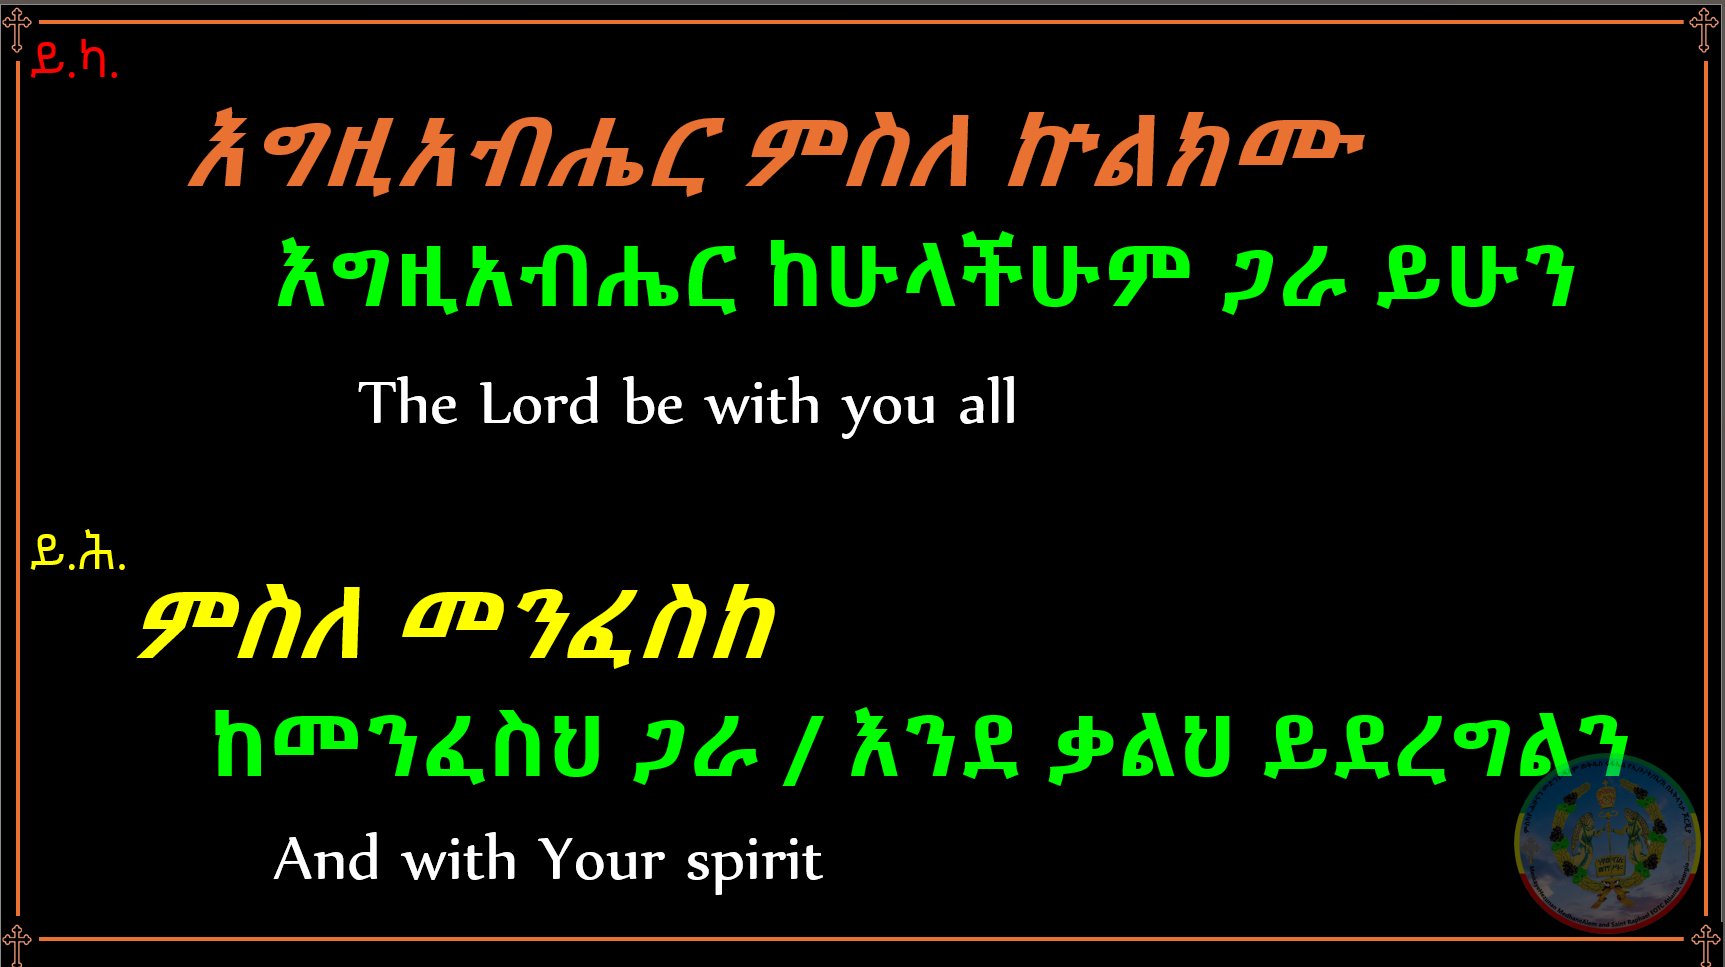 ይ.ካ.
እግዚአብሔር ምስለ ኵልክሙ
እግዚአብሔር ከሁላችሁም ጋራ ይሁን
The Lord be with you all
ይ.ሕ.
ምስለ መንፈስከ
ከመንፈስህ ጋራ / እንደ ቃልህ ይደረግልን
And with Your spirit